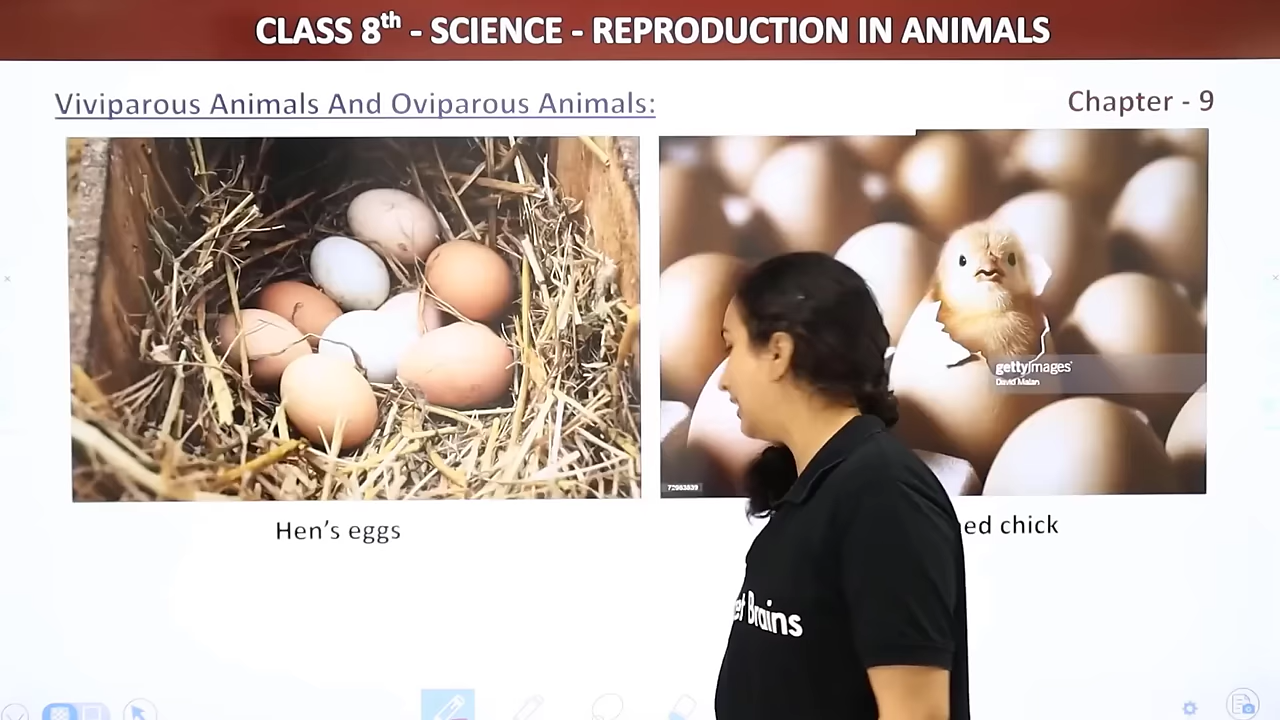 CLASS 8th - SCIENCE - REPRODUCTION IN ANIMALS
Viviparous Animals And Oviparous Animals:
Chapter - 9
gettyimages®
David Malan
Hen's eggs
chick
Brains